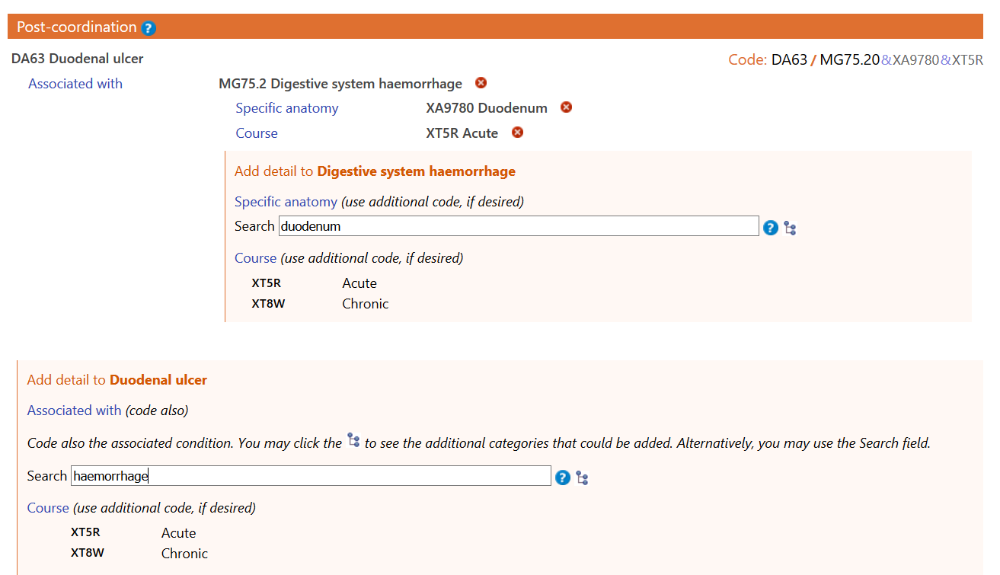 Post-coordination ?
DA63 Duodenal ulcer
Code: DA63 / MG75.20&XA9780&XT5R
Associated with MG75.2 Digestive system haemorrhage
Specific anatomy XA9780 Duodenum
Course XT5R Acute
Add detail to Digestive system haemorrhage
Specific anatomy (use additional code, if desired)
Search duodenum ?
Course (use additional code, if desired)
XT5R Acute
XT8W Chronic
Add detail to Duodenal ulcer
Associated with (code also)
Code also the associated condition. You may click the to see the additional categories that could be added. Alternatively, you may use the Search field.
Search haemorrhage ?
Course (use additional code, if desired)
XT5R Acute
XT8W Chronic